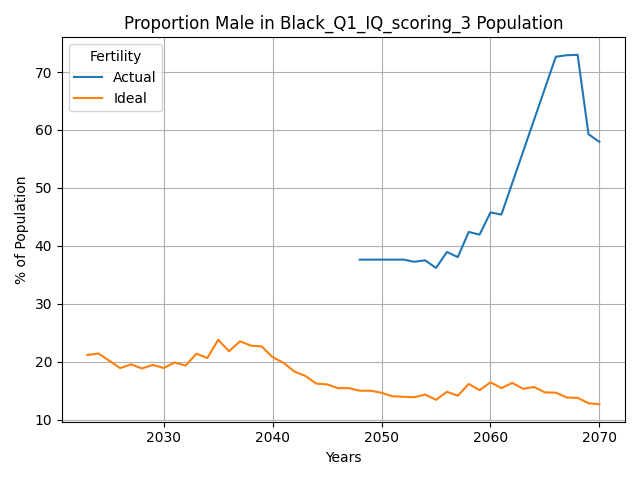 Proportion Male in Black_Q1_IQ_scoring_3 Population
Fertility
Actual
Ideal
% of Population
70
60
50
40
30
20
10
2030
2040
2050
2060
2070
Years